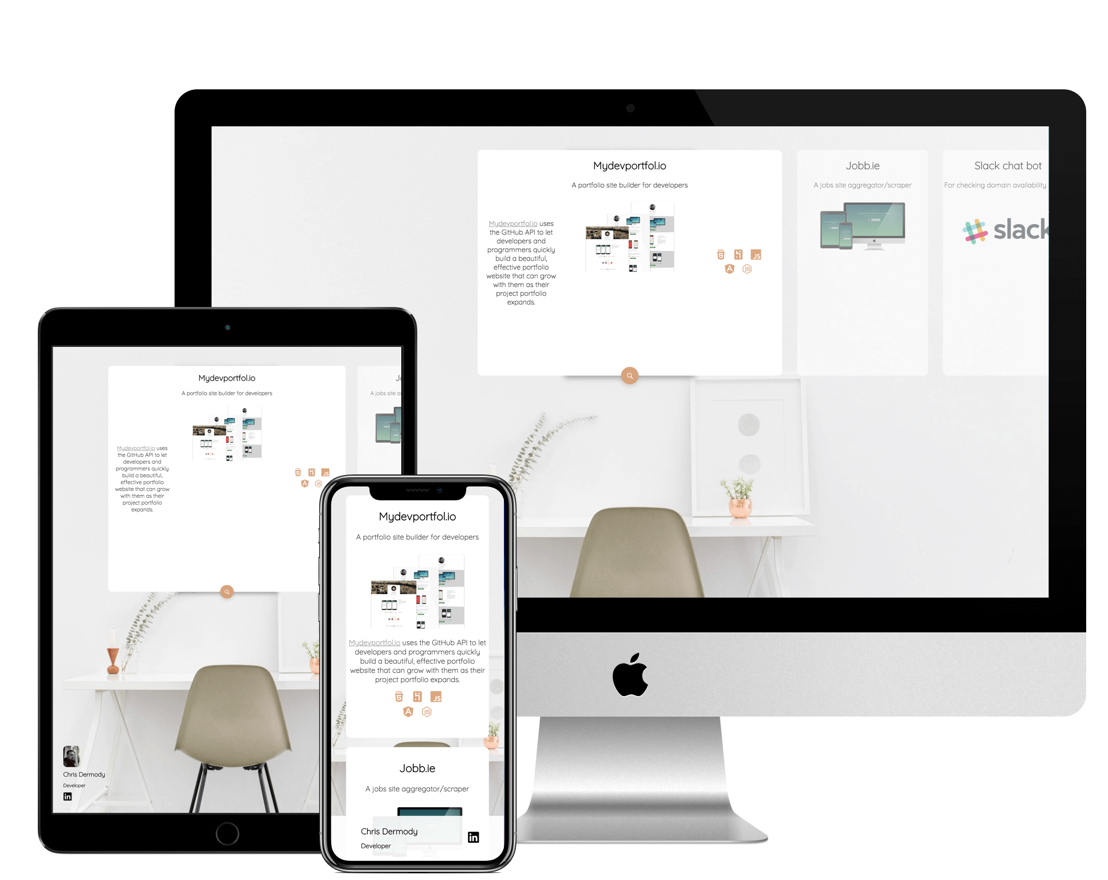 Mydevportfol.io
A portfolio site builder for developers
Mydevportfol.io uses
the GitHub API to let
developers and
programmers quickly
build a beautiful,
effective portfolio
website that can grow
with them as their
project portfolio
expands.
Jobb.ie
A jobs site aggregator/scraper
Slack chat bot
For checking domain availability
slack
Mydevportfol.io
A portfolio site builder for developers
Mydevportfol.io uses
the GitHub API to let
developers and
programmers quickly
build a beautiful,
effective portfolio
website that can grow
with them as their
project portfolio
expands.
J
A jobs site a
Chris Dermody
Developer
in
Mydevportfol.io
A portfolio site builder for developers
Mydevportfol.io uses the GitHub API to let
developers and programmers quickly
build a beautiful, effective portfolio
website that can grow with them as their
project portfolio expands.
JS
Jobb.ie
A jobs site aggregator/scraper
Chris Dermody
Developer
in